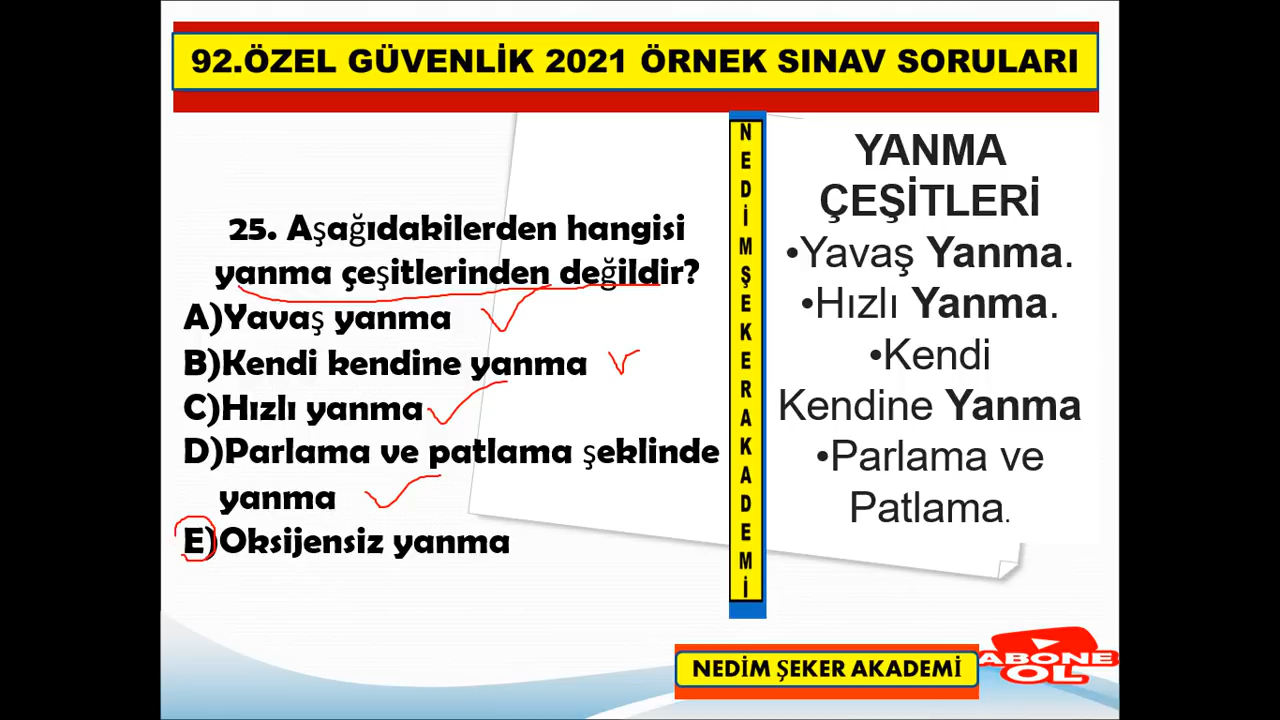 92.ÖZEL GÜVENLİK 2021 ÖRNEK SINAV SORULARI
25. Aşağıdakilerden hangisi
yanma çeşitlerinden değildir?
A)Yavaş yanma
B)Kendi kendine yanma
C)Hızlı yanma
D)Parlama ve patlama şeklinde
yanma
E)Oksijensiz yanma
NEDİM ŞEKER AKADEMİ
YANMA
ÇEŞİTLERİ
•Yavaş Yanma.
•Hızlı Yanma.
•Kendi
Kendine Yanma
•Parlama ve
Patlama.
NEDİM ŞEKER AKADEMİ
ABONE
OL